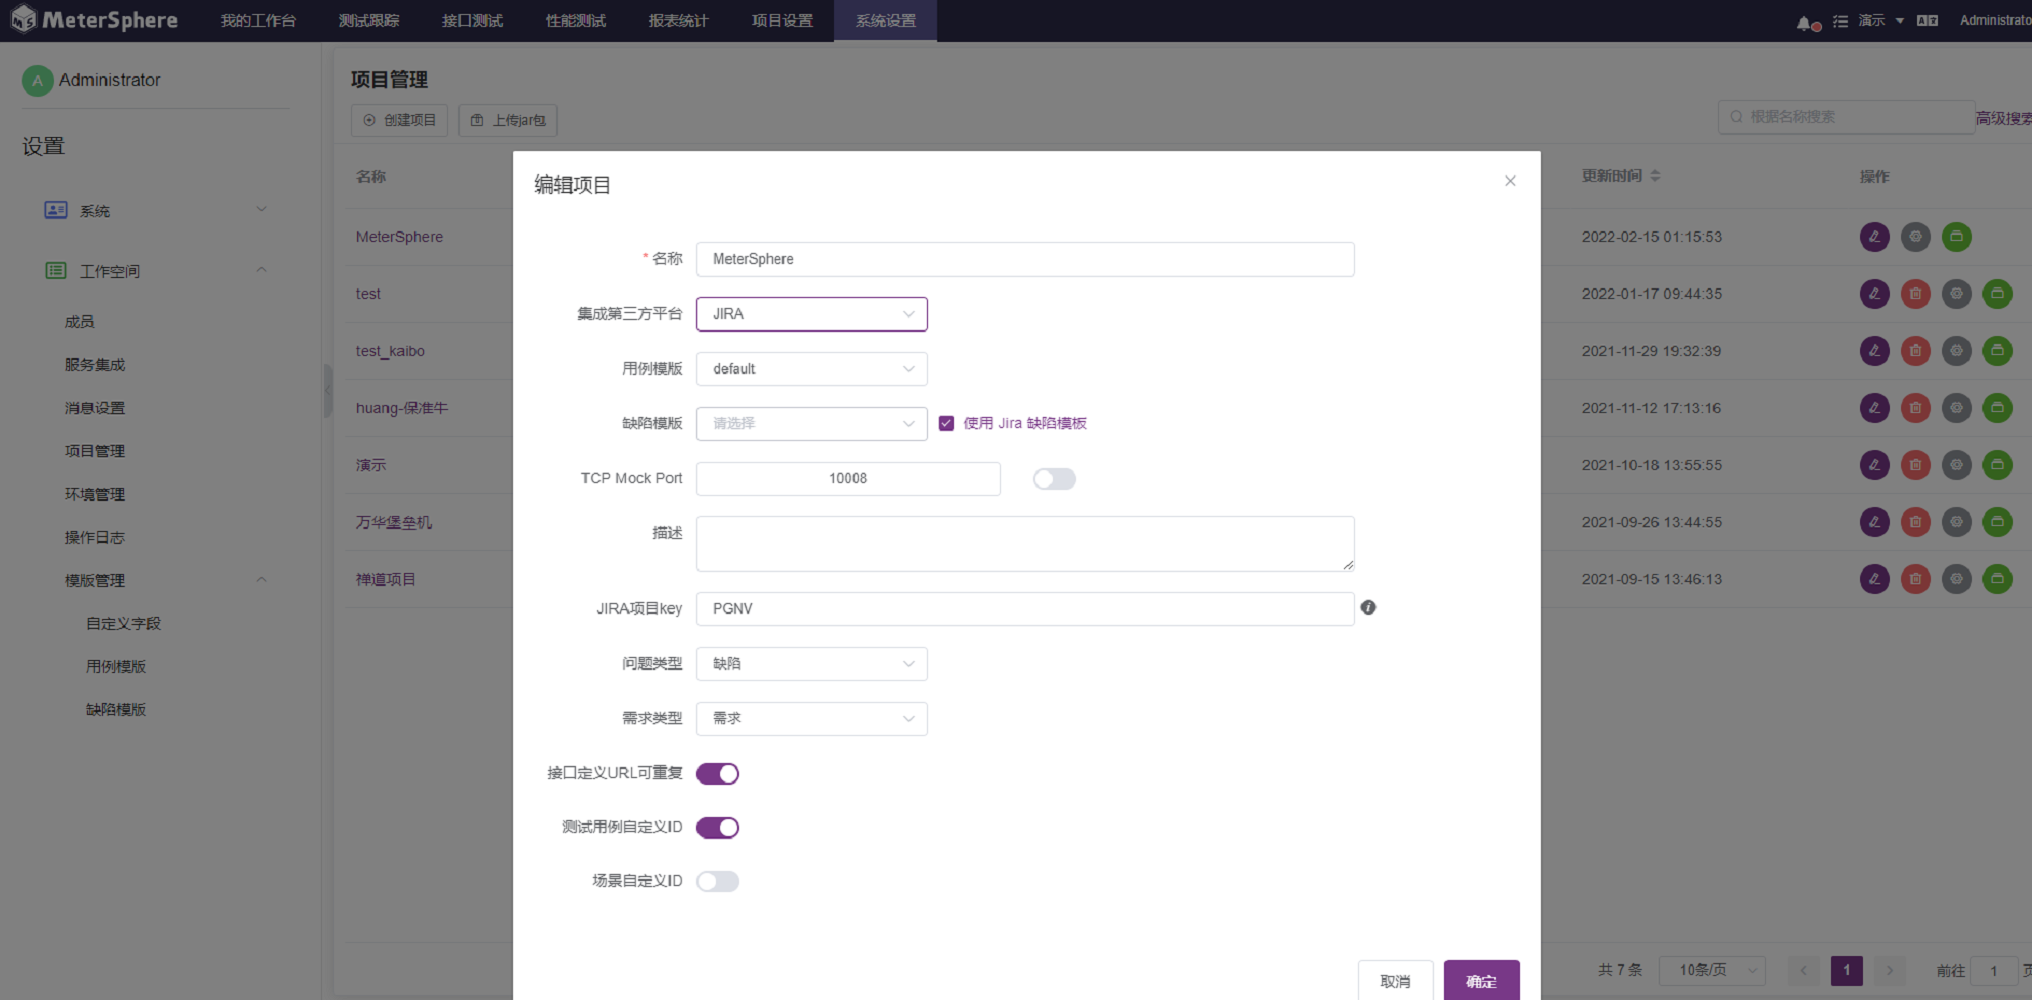 MeterSphere 我的工作台 测试跟踪 接口测试 性能测试 报表统计 项目设置 系统设置 演示 Administrato
A Administrator
设置
系统
工作空间
成员
服务集成
消息设置
项目管理
环境管理
操作日志
模版管理
自定义字段
用例模版
缺陷模版
项目管理
创建项目 上传jar包 根据名称搜索 高级搜索
名称 更新时间 操作
MeterSphere 2022-02-15 01:15:53
test 2022-01-17 09:44:35
test_kaibo 2021-11-29 19:32:39
huang-保准牛 2021-11-12 17:13:16
演示 2021-10-18 13:55:55
万华堡垒机 2021-09-26 13:44:55
禅道项目 2021-09-15 13:46:13
编辑项目
* 名称 MeterSphere
集成第三方平台 JIRA
用例模版 default
缺陷模版 请选择 使用 Jira 缺陷模板
TCP Mock Port 10008
描述
JIRA项目key PGNV
问题类型 缺陷
需求类型 需求
接口定义URL可重复
测试用例自定义ID
场景自定义ID
取消 确定
共 7 条 10条/页 1 前往 1 页